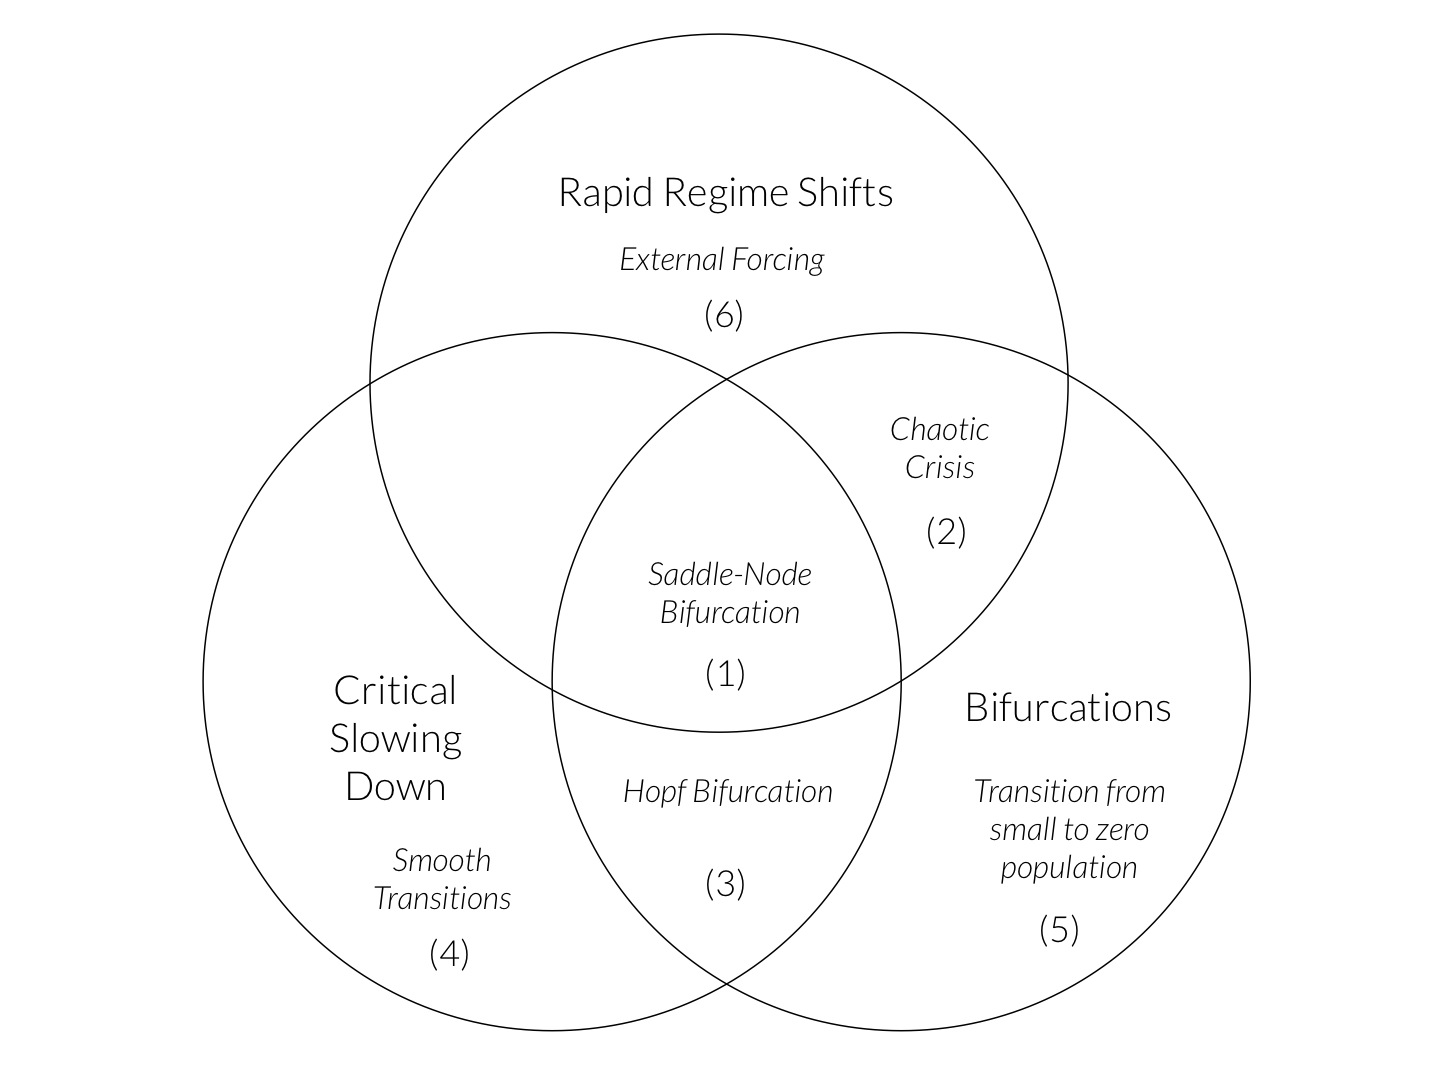 Rapid Regime Shifts
External Forcing
(6)
Chaotic
Crisis
(2)
Saddle-Node
Bifurcation
(1)
Critical
Slowing
Down
Smooth
Transitions
(4)
Hopf Bifurcation
(3)
Bifurcations
Transition from
small to zero
population
(5)